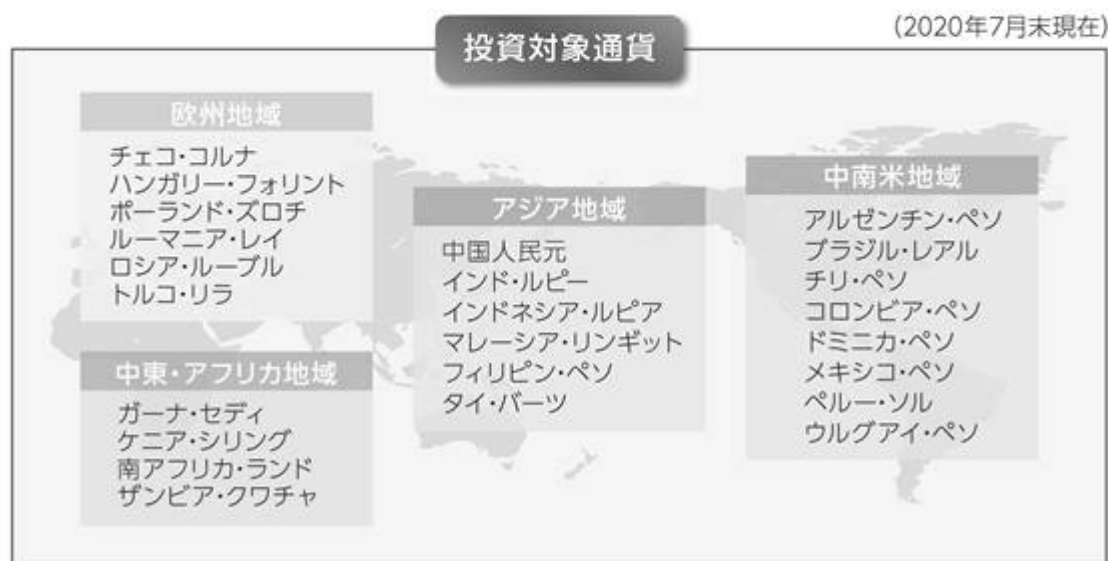 (2020年7月末現在)
投資対象通貨
欧州地域
チェコ・コルナ
ハンガリー・フォリント
ポーランド・ズロチ
ルーマニア・レイ
ロシア・ルーブル
トルコ・リラ
中東・アフリカ地域
ガーナ・セディ
ケニア・シリング
南アフリカ・ランド
ザンビア・クワチャ
アジア地域
中国人民元
インド・ルピー
インドネシア・ルピア
マレーシア・リンギット
フィリピン・ペソ
タイ・バーツ
中南米地域
アルゼンチン・ペソ
ブラジル・レアル
チリ・ペソ
コロンビア・ペソ
ドミニカ・ペソ
メキシコ・ペソ
ペルー・ソル
ウルグアイ・ペソ